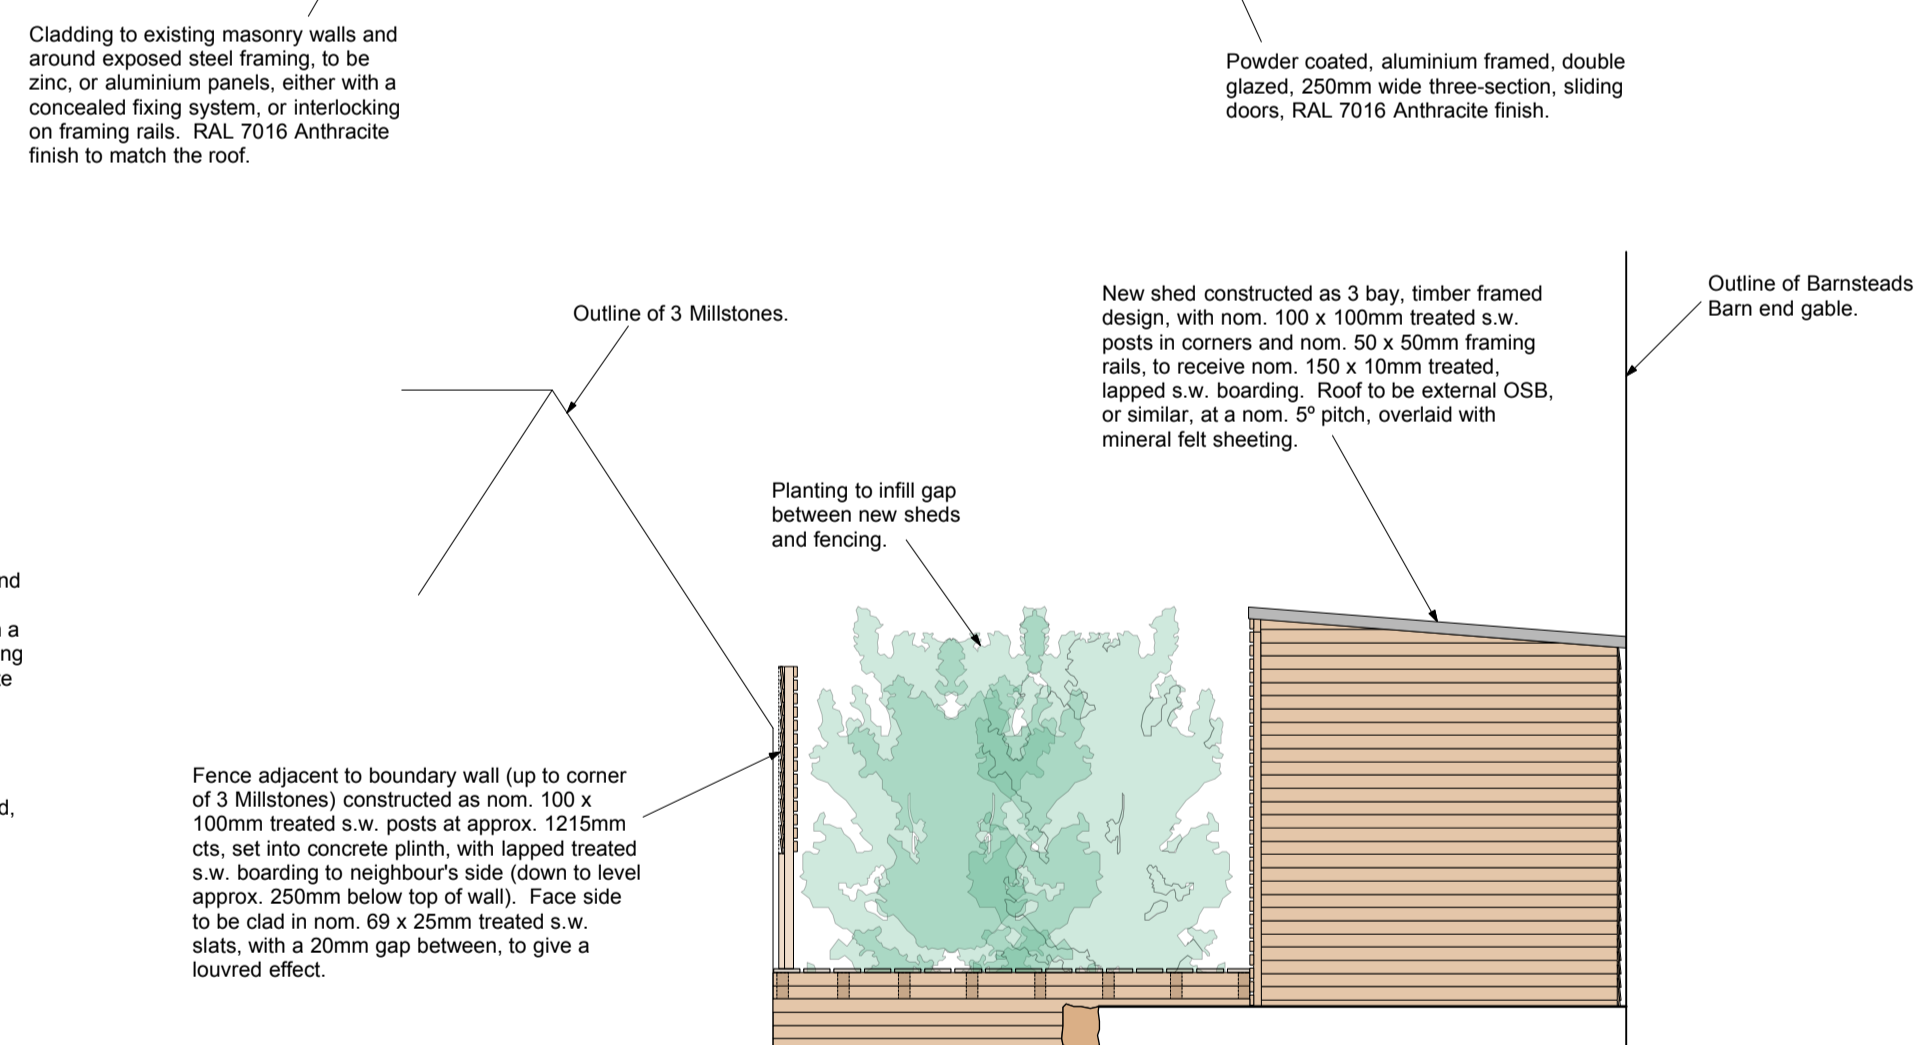 Cladding to existing masonry walls and
around exposed steel framing, to be
zinc, or aluminium panels, either with a
concealed fixing system, or interlocking
on framing rails.  RAL 7016 Anthracite
finish to match the roof.
Powder coated, aluminium framed, double
glazed, 250mm wide three-section, sliding
doors, RAL 7016 Anthracite finish.
Outline of 3 Millstones.
New shed constructed as 3 bay, timber framed
design, with nom. 100 x 100mm treated s.w.
posts in corners and nom. 50 x 50mm framing
rails, to receive nom. 150 x 10mm treated,
lapped s.w. boarding.  Roof to be external OSB,
or similar, at a nom. 5º pitch, overlaid with
mineral felt sheeting.
Outline of Barnsteads
Barn end gable.
Planting to infill gap
between new sheds
and fencing.
a
Fence adjacent to boundary wall (up to corner
of 3 Millstones) constructed as nom. 100 x
100mm treated s.w. posts at approx. 1215mm
cts, set into concrete plinth, with lapped treated
s.w. boarding to neighbour's side (down to level
approx. 250mm below top of wall).  Face side
to be clad in nom. 69 x 25mm treated s.w.
slats, with a 20mm gap between, to give a
louvred effect.